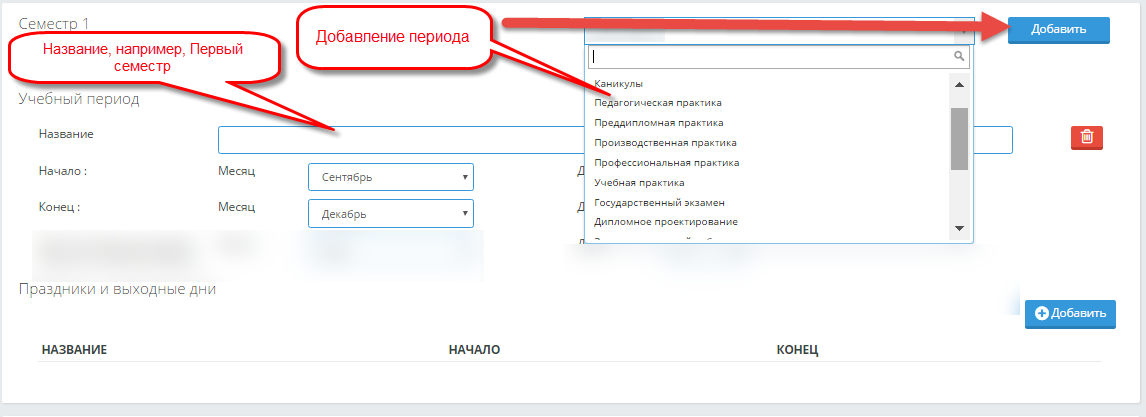 Семестр 1
Добавить
Название, например, Первый
семестр
Добавление периода
Каникулы
Педагогическая практика
Преддипломная практика
Производственная практика
Профессиональная практика
Учебная практика
Государственный экзамен
Дипломное проектирование
Учебный период
Название
Начало :
Месяц
Сентябрь
Конец :
Месяц
Декабрь
Праздники и выходные дни
Добавить
НАЗВАНИЕ
НАЧАЛО
КОНЕЦ